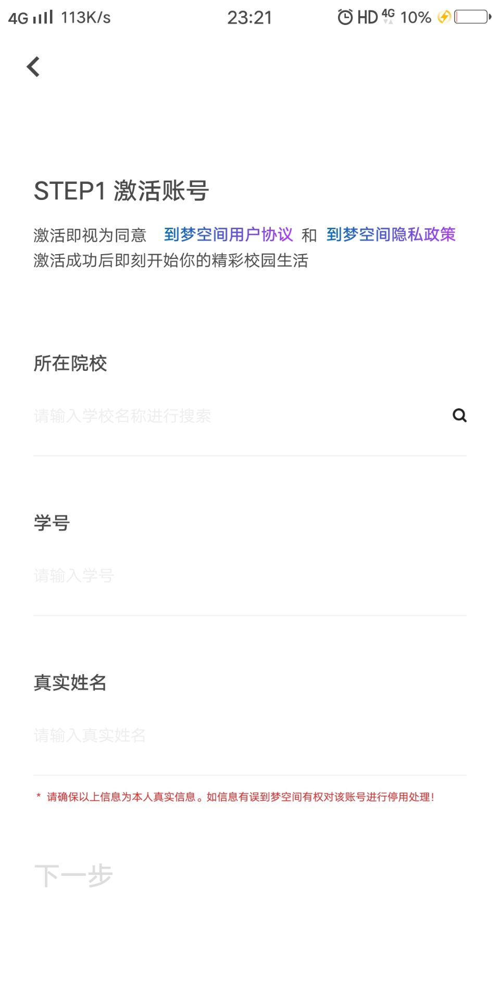 4G 113K/s 23:21 HD 4G 10%
STEP1 激活账号
激活即视为同意 到梦空间用户协议 和 到梦空间隐私政策
激活成功后即刻开始你的精彩校园生活
所在院校
请输入学校名称进行搜索
学号
请输入学号
真实姓名
请输入真实姓名
* 请确保以上信息为本人真实信息。如信息有误到梦空间有权对该账号进行停用处理!
下一步